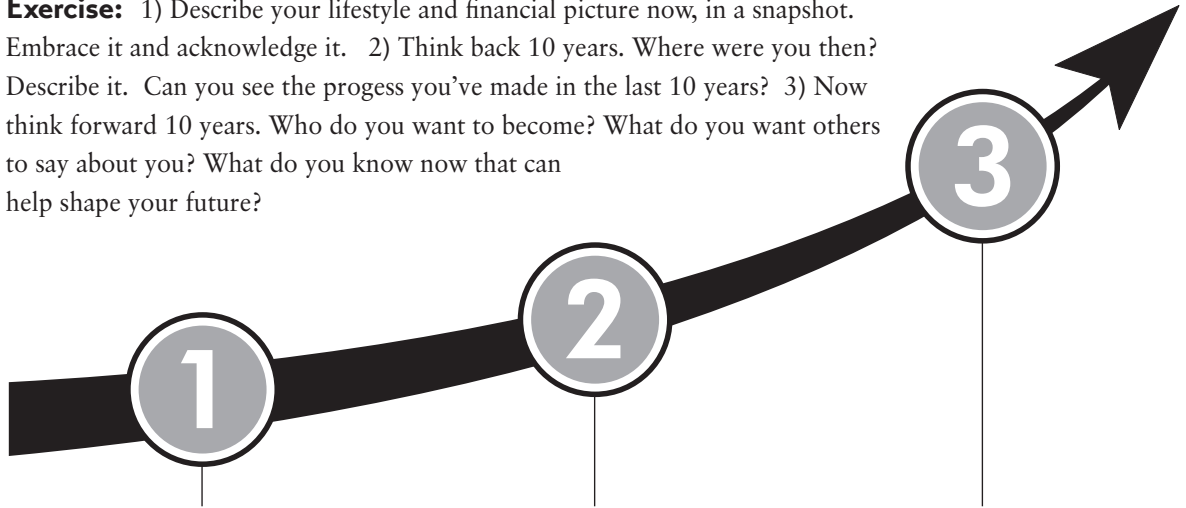 Exercise: 1) Describe your lifestyle and financial picture now, in a snapshot.
Embrace it and acknowledge it. 2) Think back 10 years. Where were you then?
Describe it. Can you see the progess you’ve made in the last 10 years? 3) Now
think forward 10 years. Who do you want to become? What do you want others
to say about you? What do you know now that can
help shape your future?
3
2
1